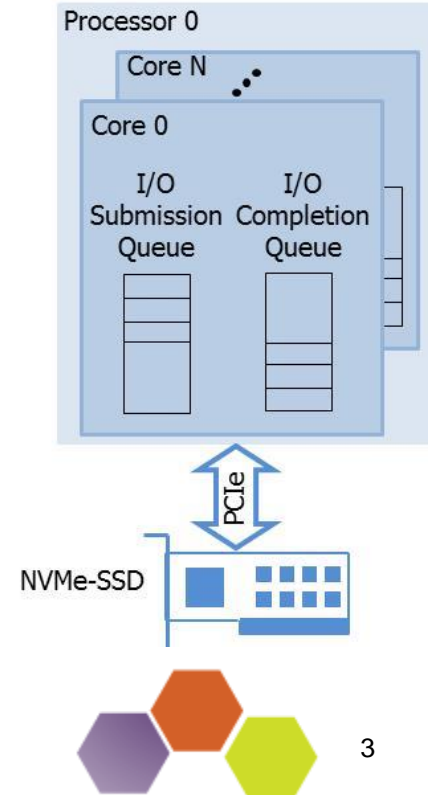 Processor 0
Core N
Core 0
I/O I/O
Submission Completion
Queue Queue
PCIe
NVMe-SSD
3